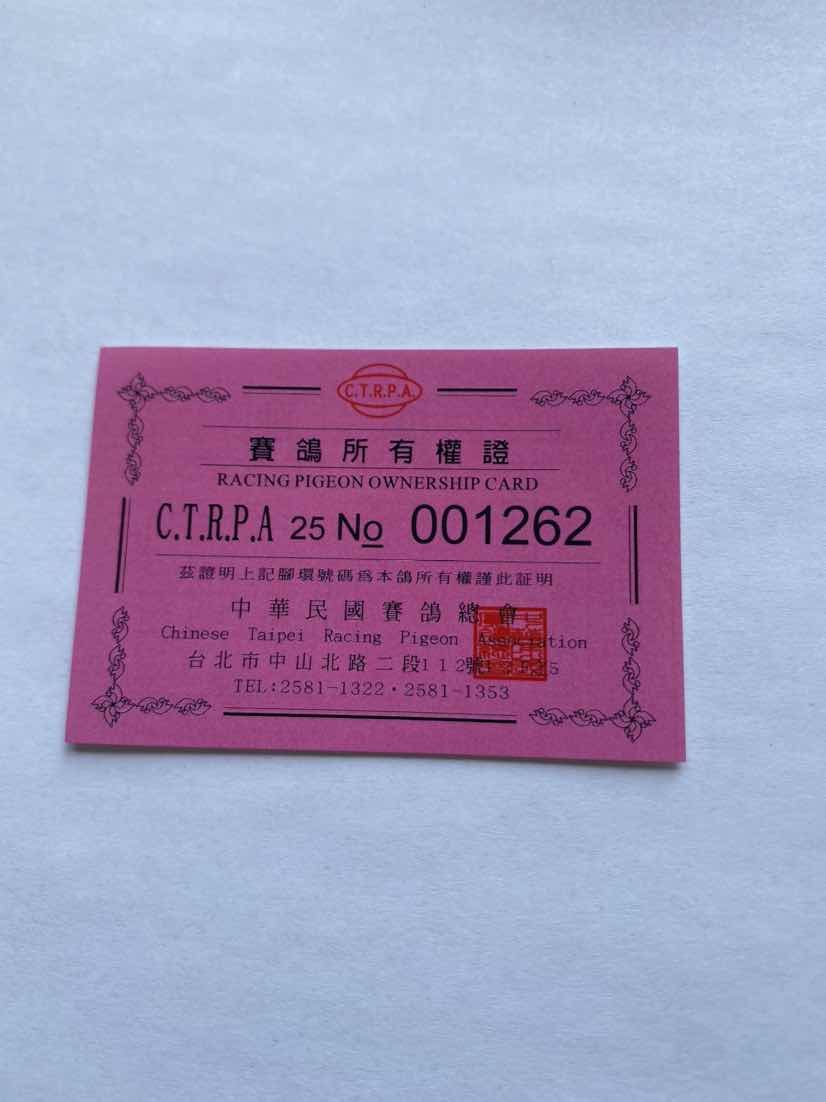 C.T.R.P.A.
賽鴿所有權證
RACING PIGEON OWNERSHIP CARD
C.T.R.P.A 25 No 001262
茲證明上記腳環號碼爲本鴿所有權謹此証明
中華民國賽鴿總會
Chinese Taipei Racing Pigeon Association
台北市中山北路二段112號
TEL:2581-1322·2581-1353